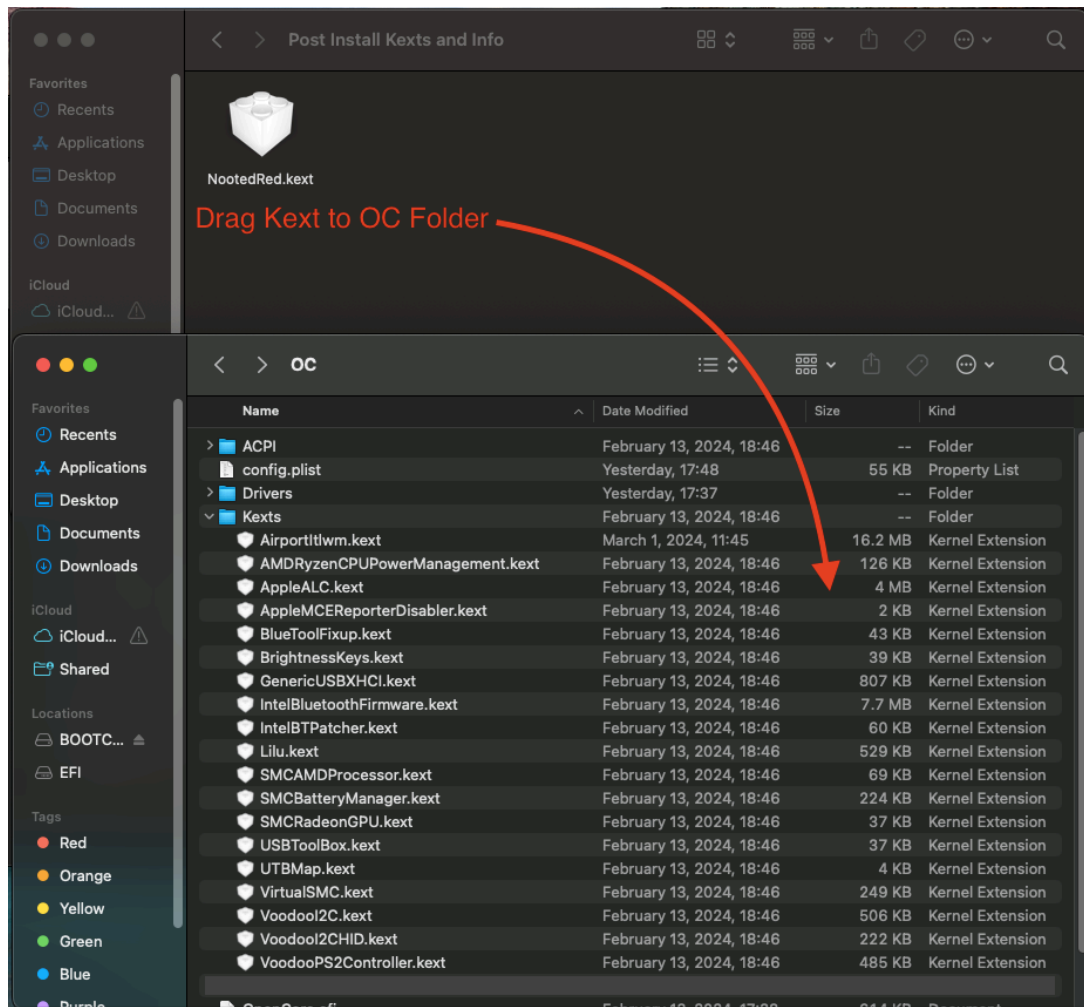 Post Install Kexts and Info
Favorites
Recents
Applications
Desktop
Documents
Downloads
iCloud
iCloud...
NootedRed.kext
Drag Kext to OC Folder
OC
Favorites
Recents
Applications
Desktop
Documents
Downloads
iCloud
iCloud...
Shared
Locations
BOOTC...
EFI
Tags
Red
Orange
Yellow
Green
Blue
Purple
Name Date Modified Size Kind
ACPI February 13, 2024, 18:46 -- Folder
config.plist Yesterday, 17:48 55 KB Property List
Drivers Yesterday, 17:37 -- Folder
Kexts February 13, 2024, 18:46 -- Folder
AirportItlwm.kext March 1, 2024, 11:45 16.2 MB Kernel Extension
AMDRyzenCPUPowerManagement.kext February 13, 2024, 18:46 126 KB Kernel Extension
AppleALC.kext February 13, 2024, 18:46 4 MB Kernel Extension
AppleMCEReporterDisabler.kext February 13, 2024, 18:46 2 KB Kernel Extension
BlueToolFixup.kext February 13, 2024, 18:46 43 KB Kernel Extension
BrightnessKeys.kext February 13, 2024, 18:46 39 KB Kernel Extension
GenericUSBXHCI.kext February 13, 2024, 18:46 807 KB Kernel Extension
IntelBluetoothFirmware.kext February 13, 2024, 18:46 7.7 MB Kernel Extension
IntelBTPatcher.kext February 13, 2024, 18:46 60 KB Kernel Extension
Lilu.kext February 13, 2024, 18:46 529 KB Kernel Extension
SMCAMDProcessor.kext February 13, 2024, 18:46 69 KB Kernel Extension
SMCBatteryManager.kext February 13, 2024, 18:46 224 KB Kernel Extension
SMCRadeonGPU.kext February 13, 2024, 18:46 37 KB Kernel Extension
USBToolBox.kext February 13, 2024, 18:46 37 KB Kernel Extension
UTBMap.kext February 13, 2024, 18:46 4 KB Kernel Extension
VirtualSMC.kext February 13, 2024, 18:46 249 KB Kernel Extension
VoodooI2C.kext February 13, 2024, 18:46 506 KB Kernel Extension
VoodooI2CHID.kext February 13, 2024, 18:46 222 KB Kernel Extension
VoodooPS2Controller.kext February 13, 2024, 18:46 485 KB Kernel Extension